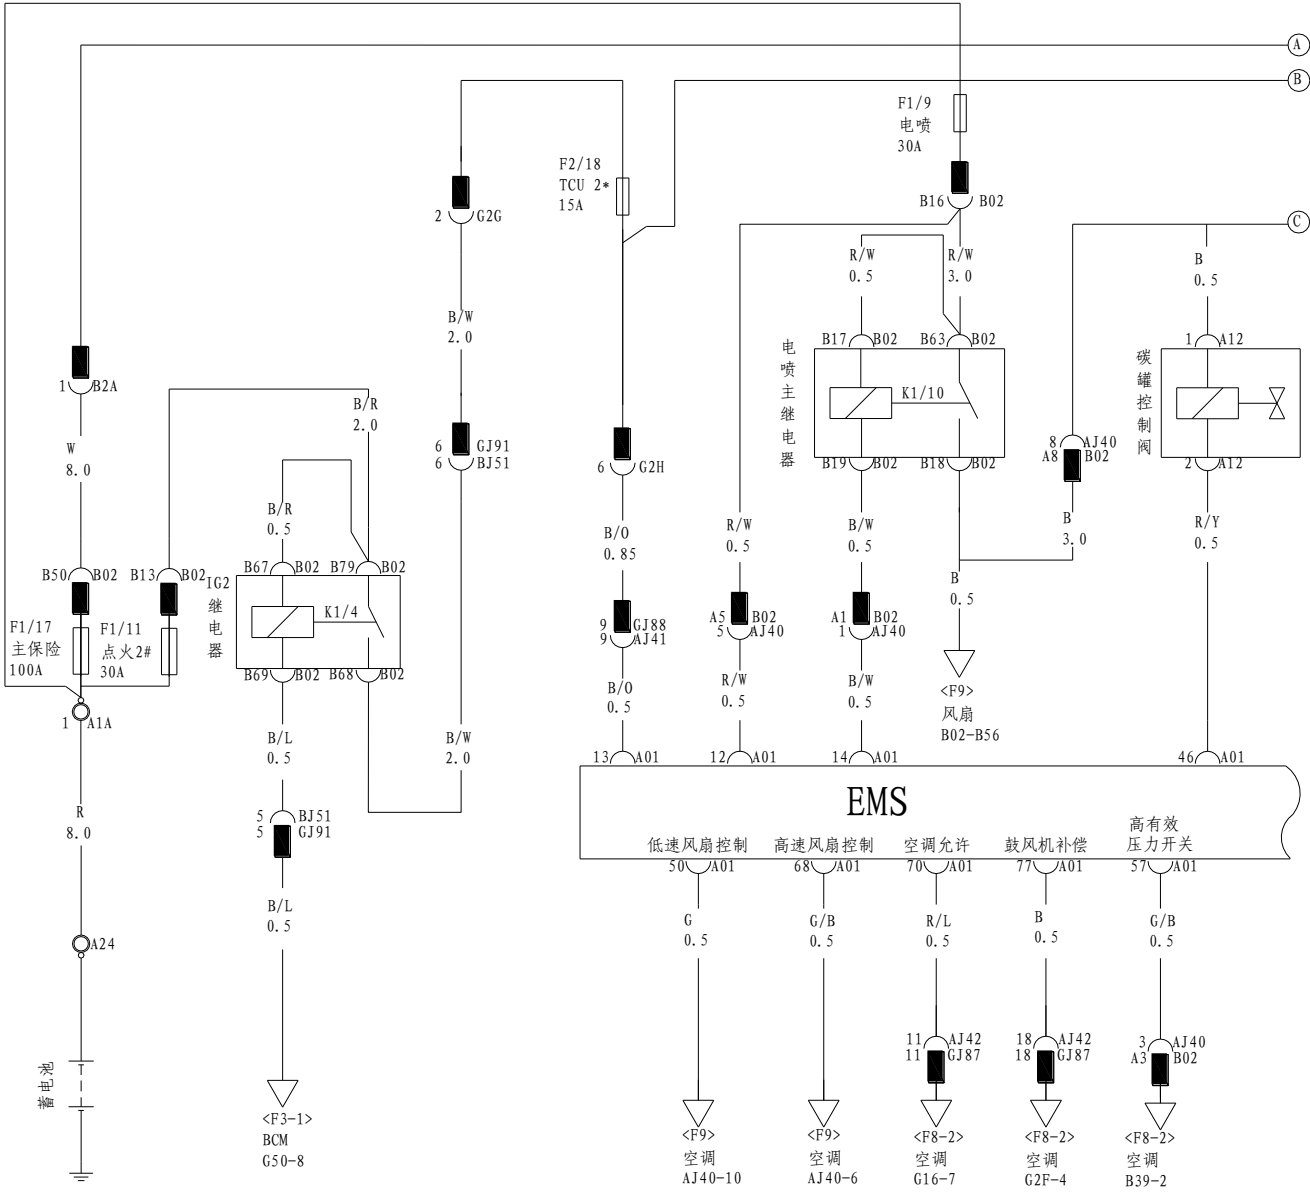 A
B
F1/9
电喷
30A
F2/18
TCU 2*
15A
B16 B02
2 G2G
C
R/W
0.5
R/W
3.0
B
0.5
B/W
2.0
B17 B02
B63 B02
1 A12
电喷主继电器
K1/10
碳罐控制阀
1 B2A
B/R
2.0
W
8.0
6 GJ91
6 BJ51
6 G2H
8 AJ40
A8 B02
B19 B02
B18 B02
2 A12
B/R
0.5
B/O
0.85
R/W
0.5
B/W
0.5
B
3.0
R/Y
0.5
B50 B02
B13 B02
B67 B02
B79 B02
IG2
继电器
K1/4
B
0.5
F1/17
主保险
100A
F1/11
点火2#
30A
9 GJ88
9 AJ41
A5 B02
5 AJ40
A1 B02
1 AJ40
B69 B02
B68 B02
B/O
0.5
R/W
0.5
B/W
0.5
<F9>
风扇
B02-B56
1 A1A
B/L
0.5
B/W
2.0
13 A01
12 A01
14 A01
46 A01
R
8.0
5 BJ51
5 GJ91
EMS
低速风扇控制
高速风扇控制
空调允许
鼓风机补偿
高有效
压力开关
50 A01
68 A01
70 A01
77 A01
57 A01
B/L
0.5
G
0.5
G/B
0.5
R/L
0.5
B
0.5
G/B
0.5
A24
11 AJ42
11 GJ87
18 AJ42
18 GJ87
3 AJ40
A3 B02
蓄电池
<F3-1>
BCM
G50-8
<F9>
空调
AJ40-10
<F9>
空调
AJ40-6
<F8-2>
空调
G16-7
<F8-2>
空调
G2F-4
<F8-2>
空调
B39-2